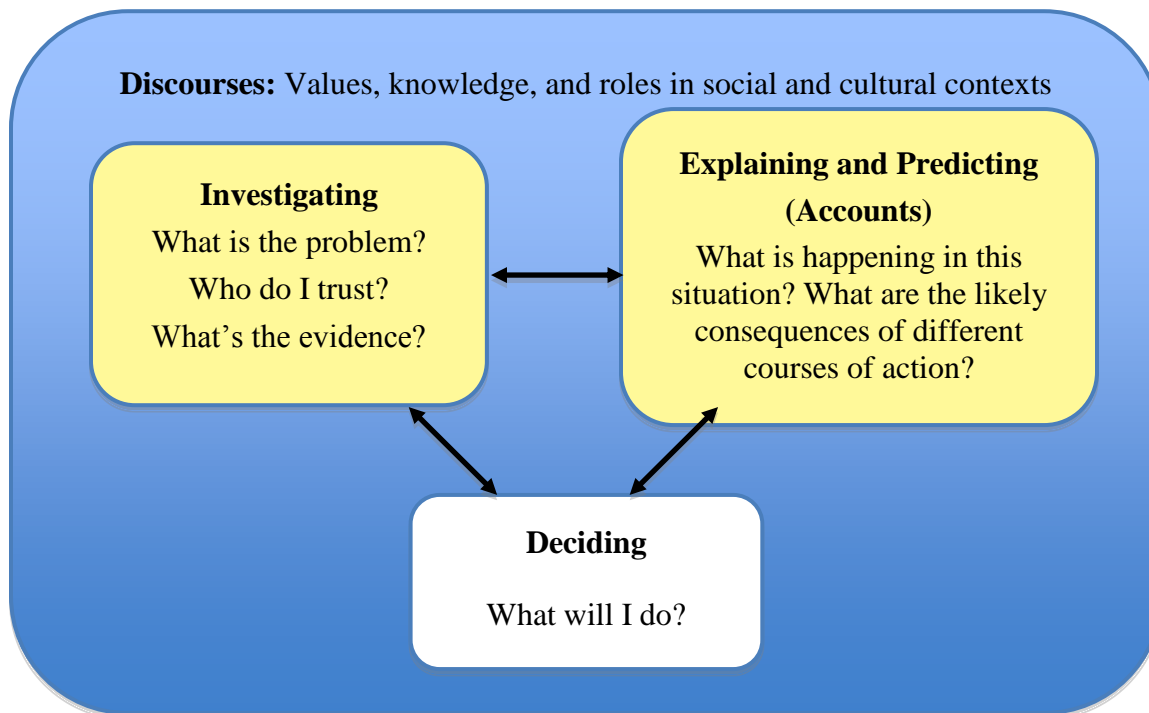 Discourses: Values, knowledge, and roles in social and cultural contexts
Investigating
What is the problem?
Who do I trust?
What’s the evidence?
Explaining and Predicting
(Accounts)
What is happening in this
situation? What are the likely
consequences of different
courses of action?
Deciding
What will I do?